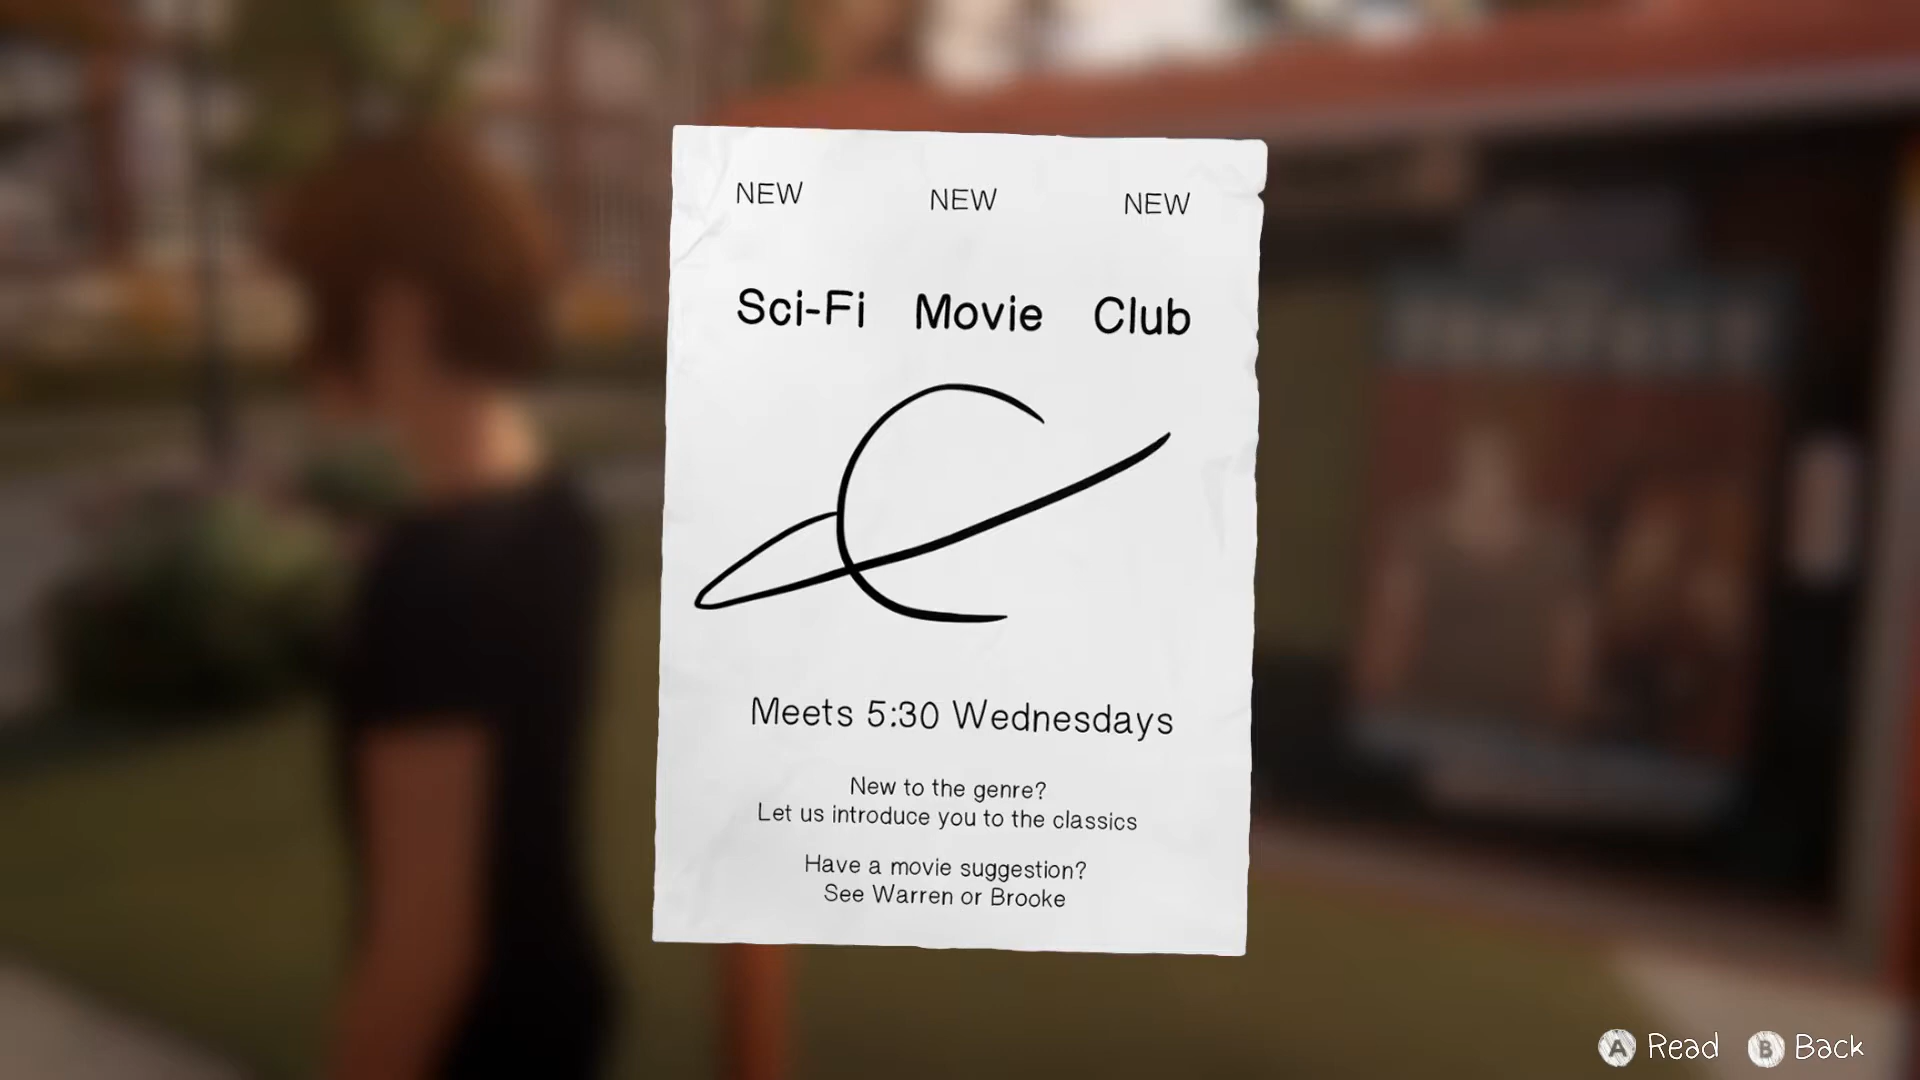 NEW NEW NEW
Sci-Fi Movie Club
Meets 5:30 Wednesdays
New to the genre?
Let us introduce you to the classics
Have a movie suggestion?
See Warren or Brooke
A Read B Back